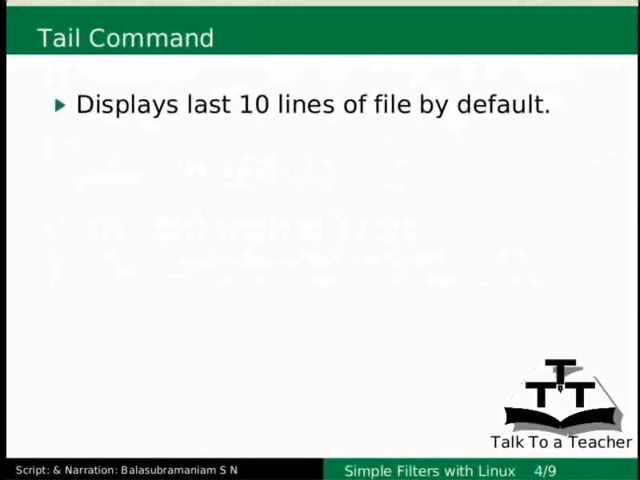 Tail Command
Displays last 10 lines of file by default.
T
T T
Talk To a Teacher
Script: & Narration: Balasubramaniam S N
Simple Filters with Linux 4/9